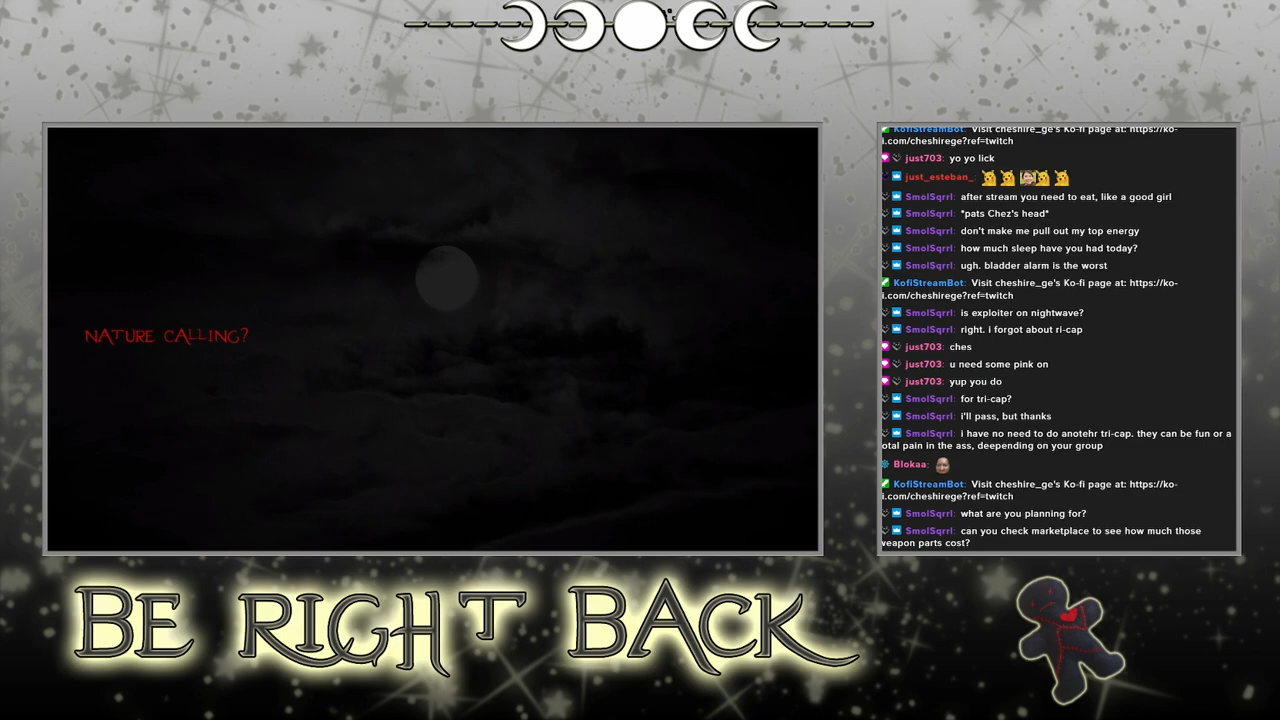 KofiStreamBot: Visit cheshire_ge's Ko-fi page at: https://ko-
i.com/cheshirege?ref=twitch
just703: yo yo lick
just_esteban_:
SmolSqrrl: after stream you need to eat, like a good girl
SmolSqrrl: *pats Chez's head*
SmolSqrrl: don't make me pull out my top energy
SmolSqrrl: how much sleep have you had today?
SmolSqrrl: ugh. bladder alarm is the worst
KofiStreamBot: Visit cheshire_ge's Ko-fi page at: https://ko-
i.com/cheshirege?ref=twitch
SmolSqrrl: is exploiter on nightwave?
SmolSqrrl: right. i forgot about ri-cap
just703: ches
just703: u need some pink on
just703: yup you do
SmolSqrrl: for tri-cap?
SmolSqrrl: i'll pass, but thanks
SmolSqrrl: i have no need to do anotehr tri-cap. they can be fun or a
otal pain in the ass, deepending on your group
Blokaa:
KofiStreamBot: Visit cheshire_ge's Ko-fi page at: https://ko-
i.com/cheshirege?ref=twitch
SmolSqrrl: what are you planning for?
SmolSqrrl: can you check marketplace to see how much those
weapon parts cost?
NATURE CALLING?
BE RIGHT BACK